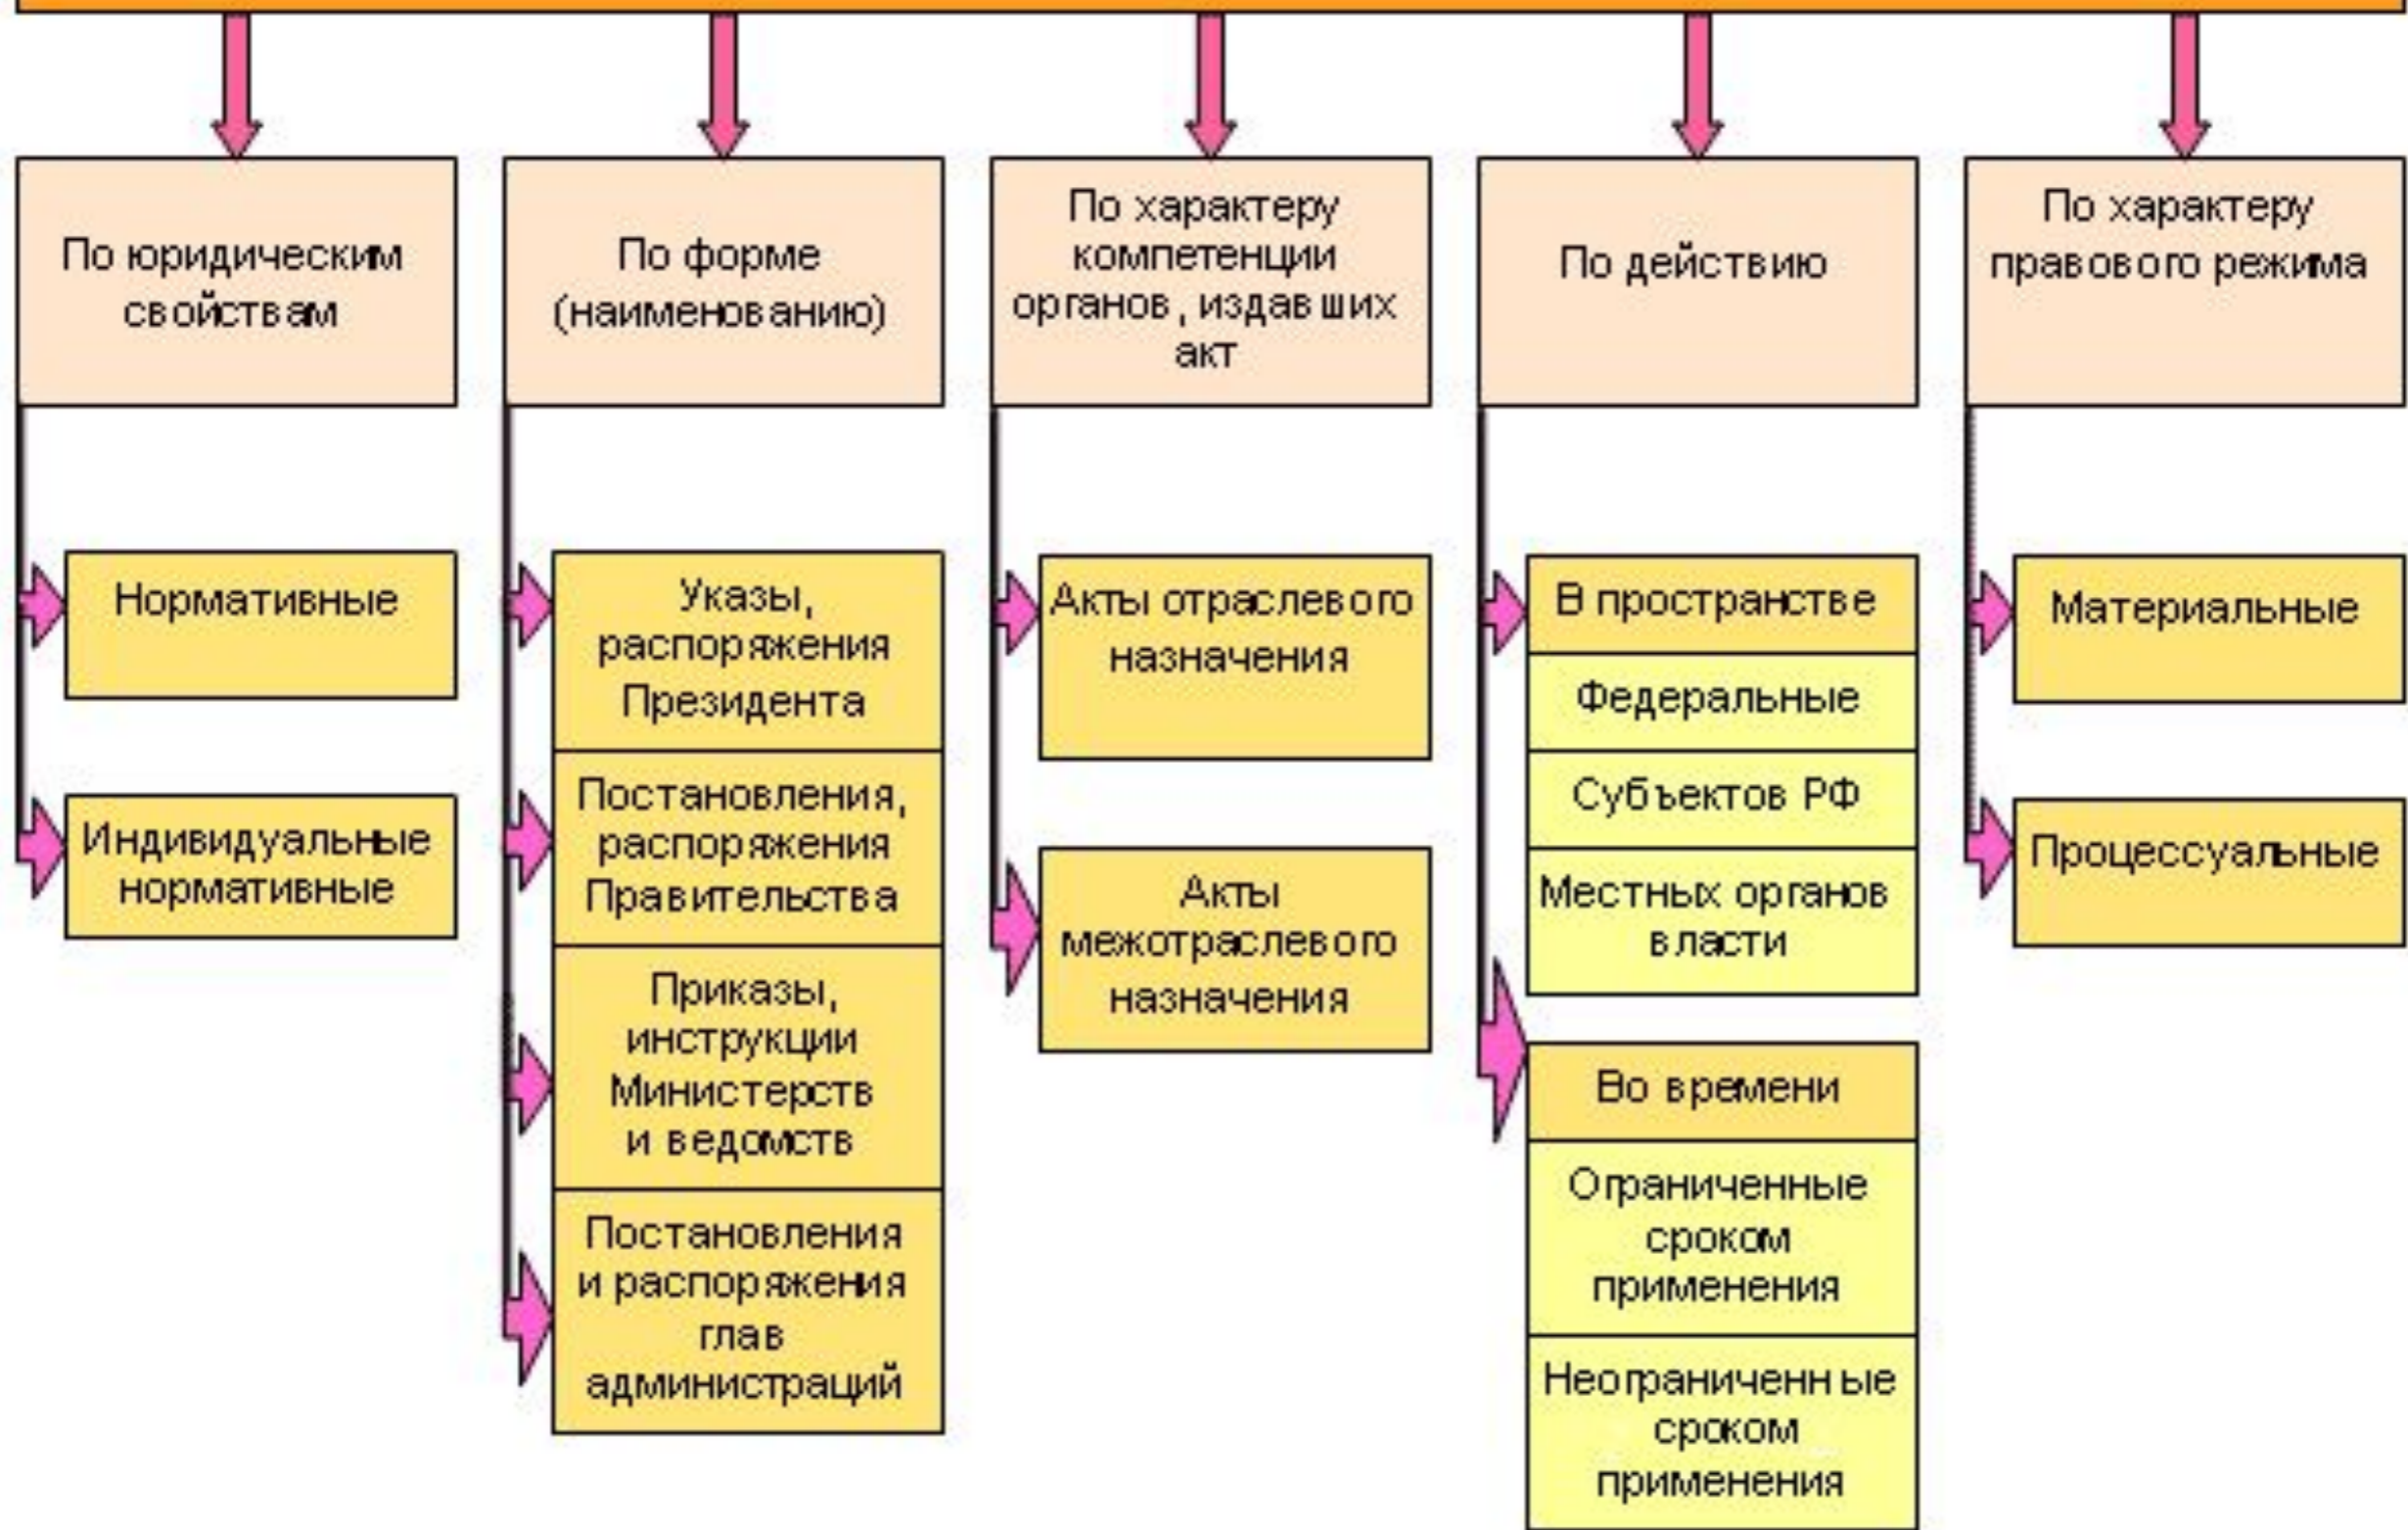 По юридическим
свойствам
Нормативные
Индивидуальные
нормативные
По форме
(наименованию)
Указы,
распоряжения
Президента
Постановления,
распоряжения
Правительства
Приказы,
инструкции
Министерств
и ведомств
Постановления
и распоряжения
глав
администраций
По характеру
компетенции
органов, издавших
акт
Акты отраслевого
назначения
Акты
межотраслевого
назначения
По действию
В пространстве
Федеральные
Субъектов РФ
Местных органов
власти
Во времени
Ограниченные
сроком
применения
Неограниченные
сроком
применения
По характеру
правового режима
Материальные
Процессуальные